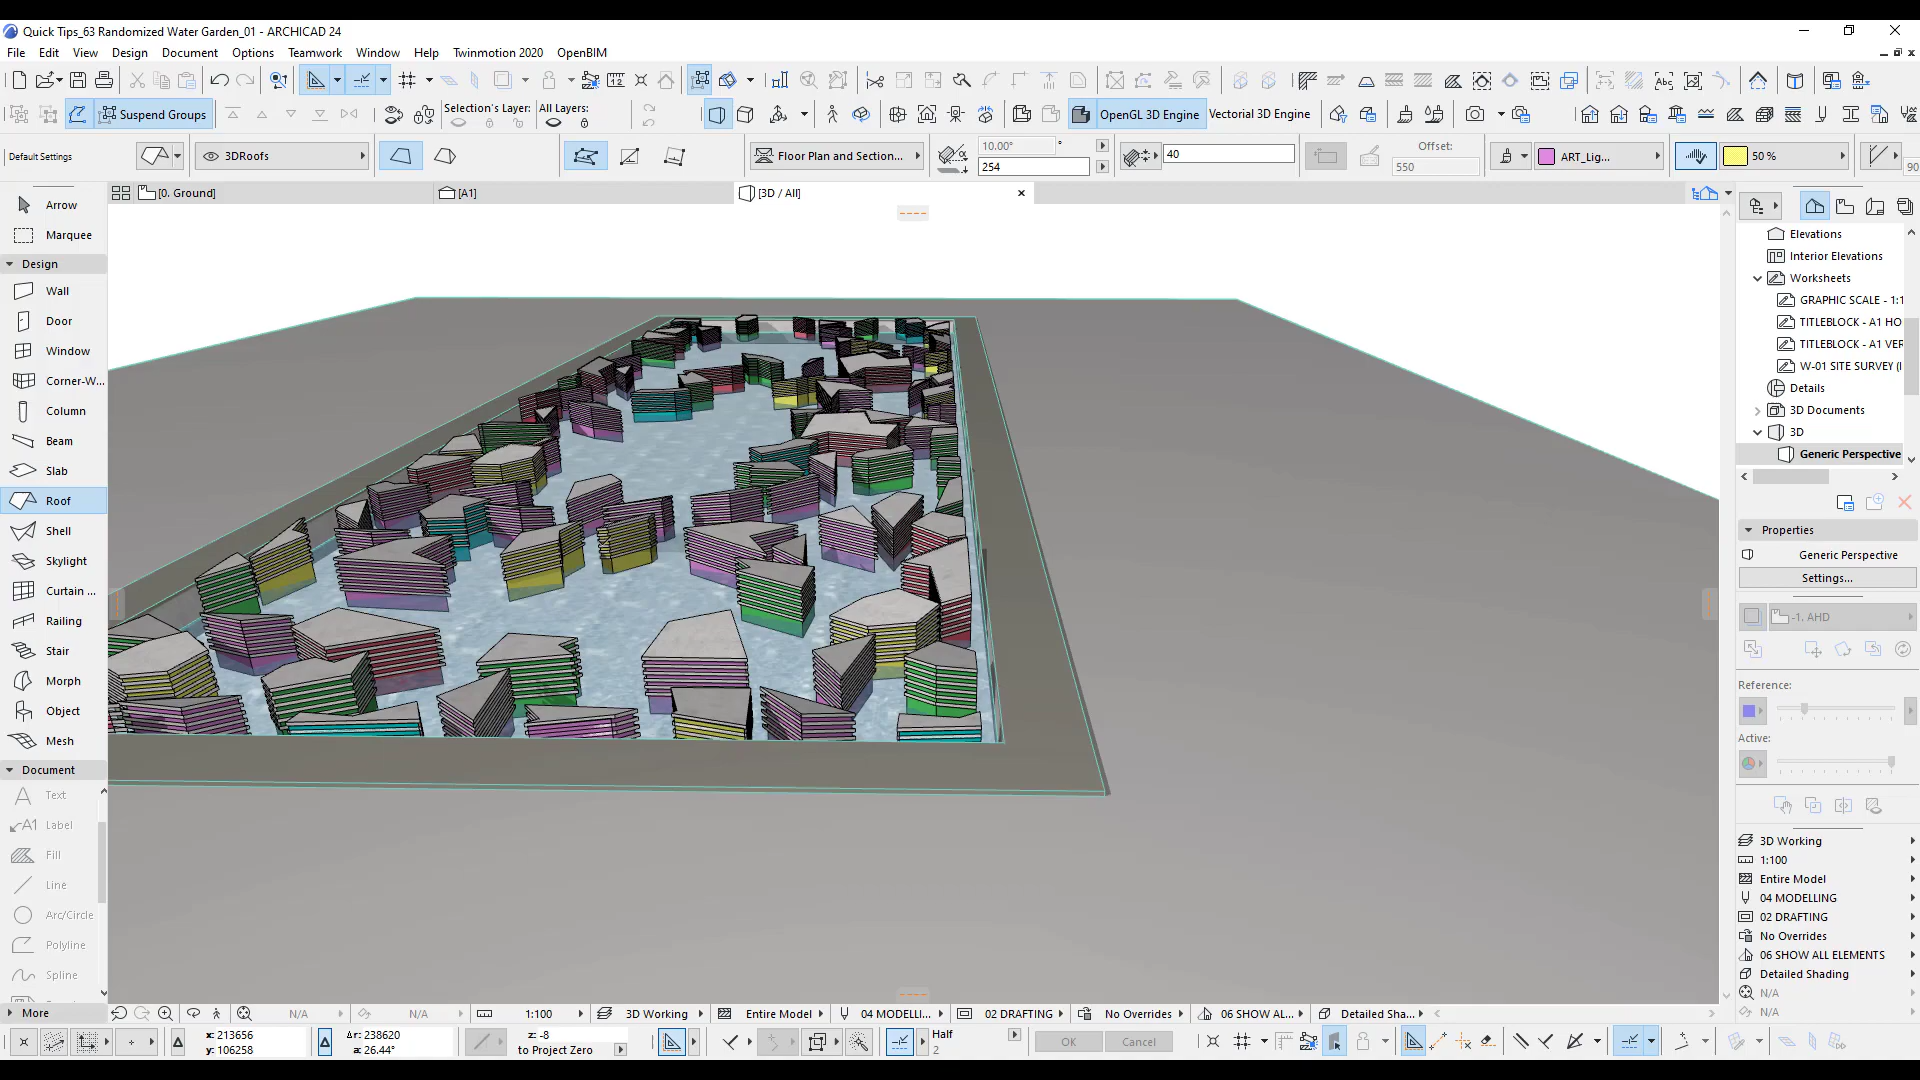 Quick Tips_63 Randomized Water Garden_01 - ARCHICAD 24
File Edit View Design Document Options Teamwork Window Help Twinmotion 2020 OpenBIM
Suspend Groups
Selection's Layer:
All Layers:
OpenGL 3D Engine
Vectorial 3D Engine
Default Settings
3DRoofs
Floor Plan and Section...
10.00°
°
254
40
Offset:
550
ART_Lig...
50 %
90
[0. Ground]
[A1]
[3D / All]
Arrow
Marquee
Design
Wall
Door
Window
Corner-W...
Column
Beam
Slab
Roof
Shell
Skylight
Curtain ...
Railing
Stair
Morph
Object
Mesh
Document
Text
A1 Label
Fill
Line
Arc/Circle
Polyline
Spline
More
Elevations
Interior Elevations
Worksheets
GRAPHIC SCALE - 1:1
TITLEBLOCK - A1 HO
TITLEBLOCK - A1 VER
W-01 SITE SURVEY (I
Details
3D Documents
3D
Generic Perspective
Properties
Generic Perspective
Settings...
-1. AHD
Reference:
Active:
3D Working
1:100
Entire Model
04 MODELLING
02 DRAFTING
No Overrides
06 SHOW ALL ELEMENTS
Detailed Shading
N/A
N/A
N/A
N/A
1:100
3D Working
Entire Model
04 MODELLI...
02 DRAFTING
No Overrides
06 SHOW AL...
Detailed Sha...
x: 213656
y: 106258
Δr: 238620
a: 26.44°
z: -8
to Project Zero
Half
2
OK
Cancel